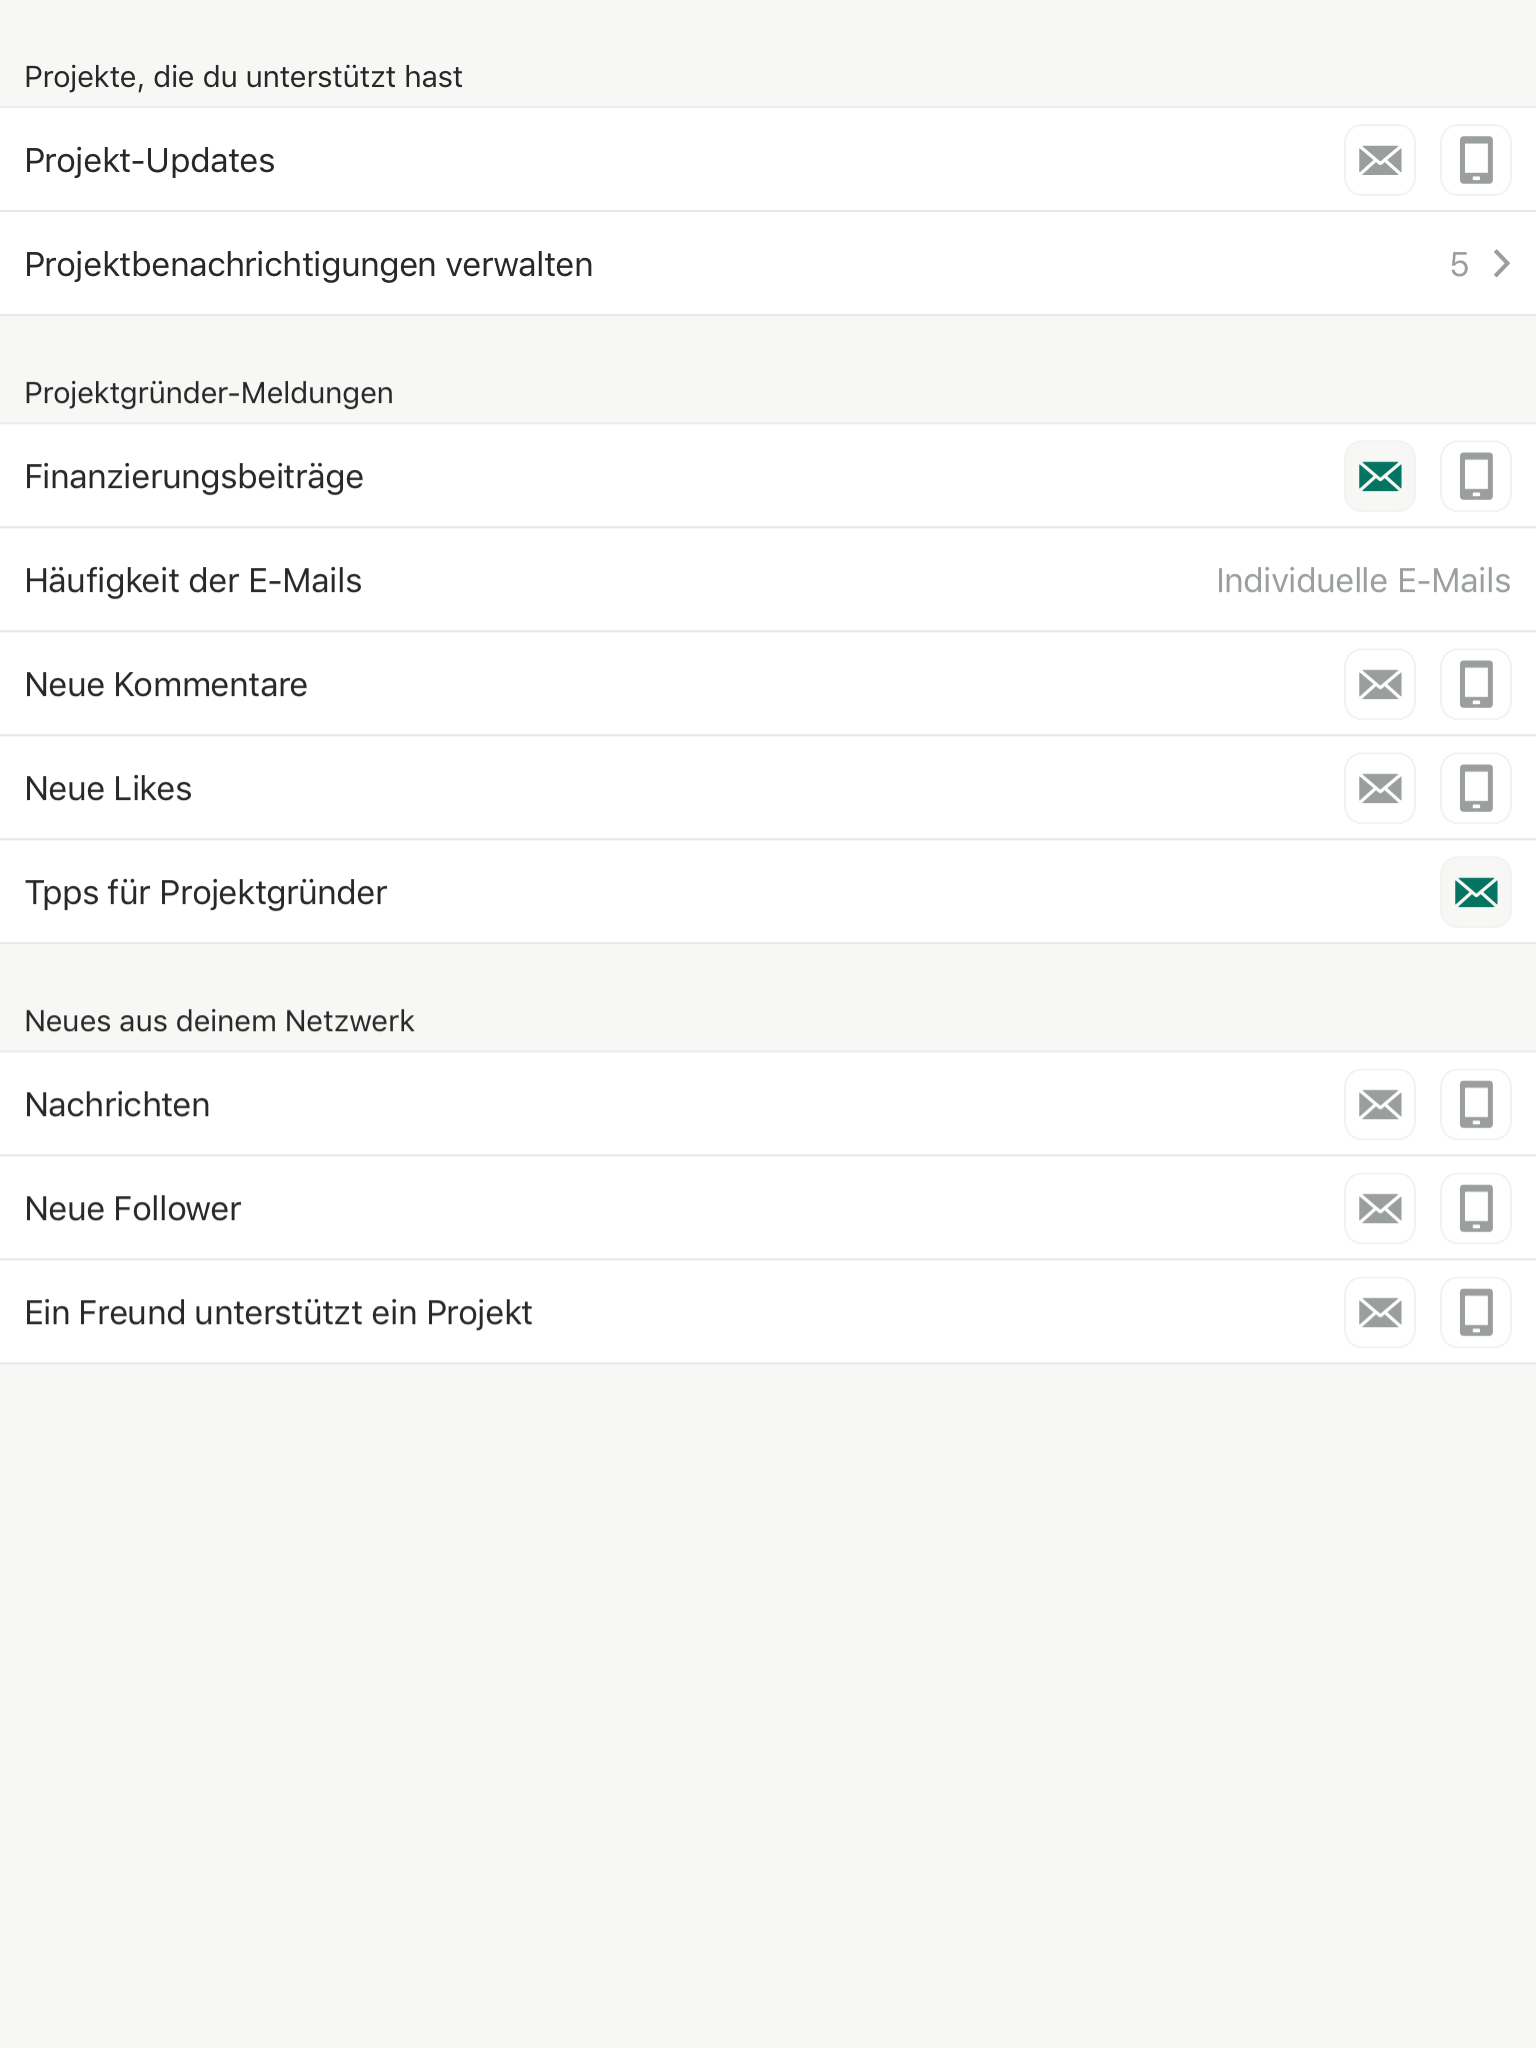 Projekte, die du unterstützt hast
Projekt-Updates
Projektbenachrichtigungen verwalten 5
Projektgründer-Meldungen
Finanzierungsbeiträge
Häufigkeit der E-Mails Individuelle E-Mails
Neue Kommentare
Neue Likes
Tpps für Projektgründer
Neues aus deinem Netzwerk
Nachrichten
Neue Follower
Ein Freund unterstützt ein Projekt